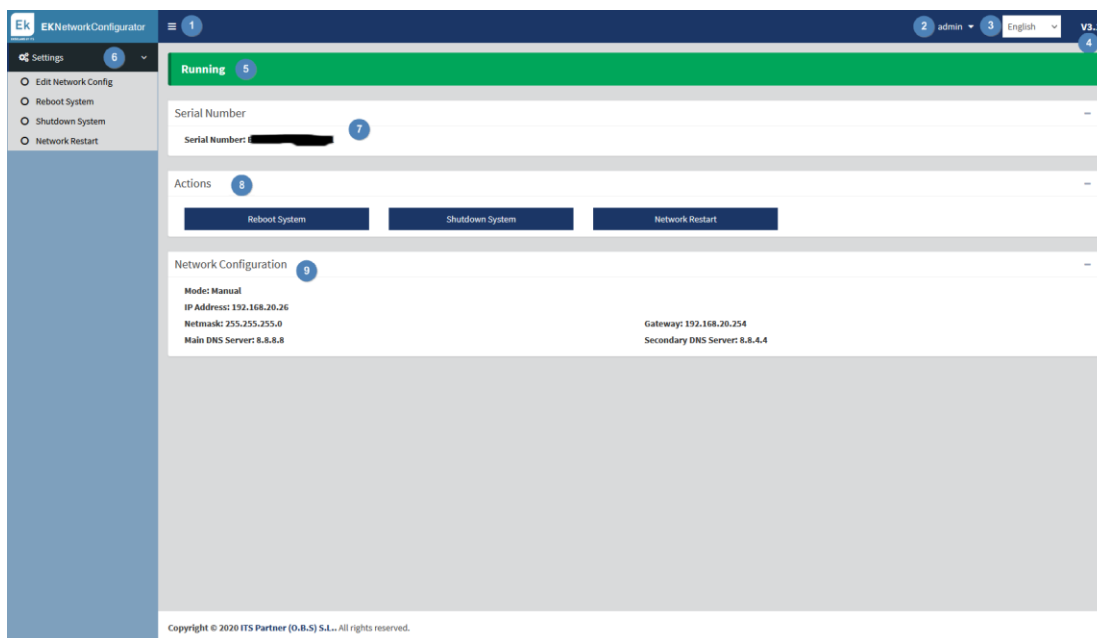 Ek EKNetworkConfigurator ≡ 1 2 admin 3 English V3.
4
Settings 6
Running 5
Edit Network Config
Reboot System
Shutdown System
Network Restart
Serial Number
7
Serial Number:
Actions 8
Reboot System Shutdown System Network Restart
Network Configuration 9
Mode: Manual
IP Address: 192.168.20.26
Netmask: 255.255.255.0 Gateway: 192.168.20.254
Main DNS Server: 8.8.8.8 Secondary DNS Server: 8.8.4.4
Copyright © 2020 ITS Partner (O.B.S) S.L.. All rights reserved.